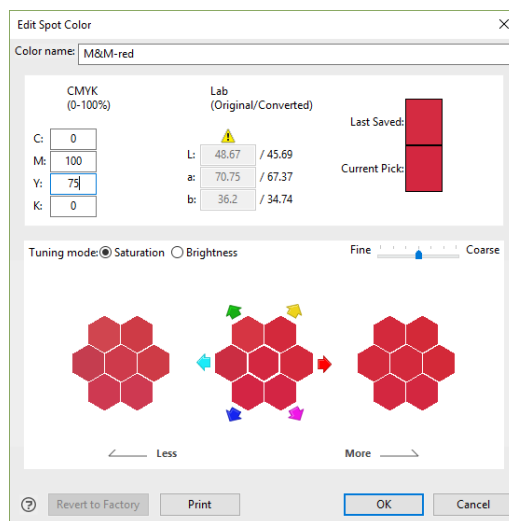 Edit Spot Color
Color name: M&M-red
CMYK
(0-100%)
C: 0
M: 100
Y: 75
K: 0
Lab
(Original/Converted)
L: 48.67 / 45.69
a: 70.75 / 67.37
b: 36.2 / 34.74
Last Saved:
Current Pick:
Tuning mode: Saturation Brightness
Fine Coarse
Less More
? Revert to Factory Print OK Cancel